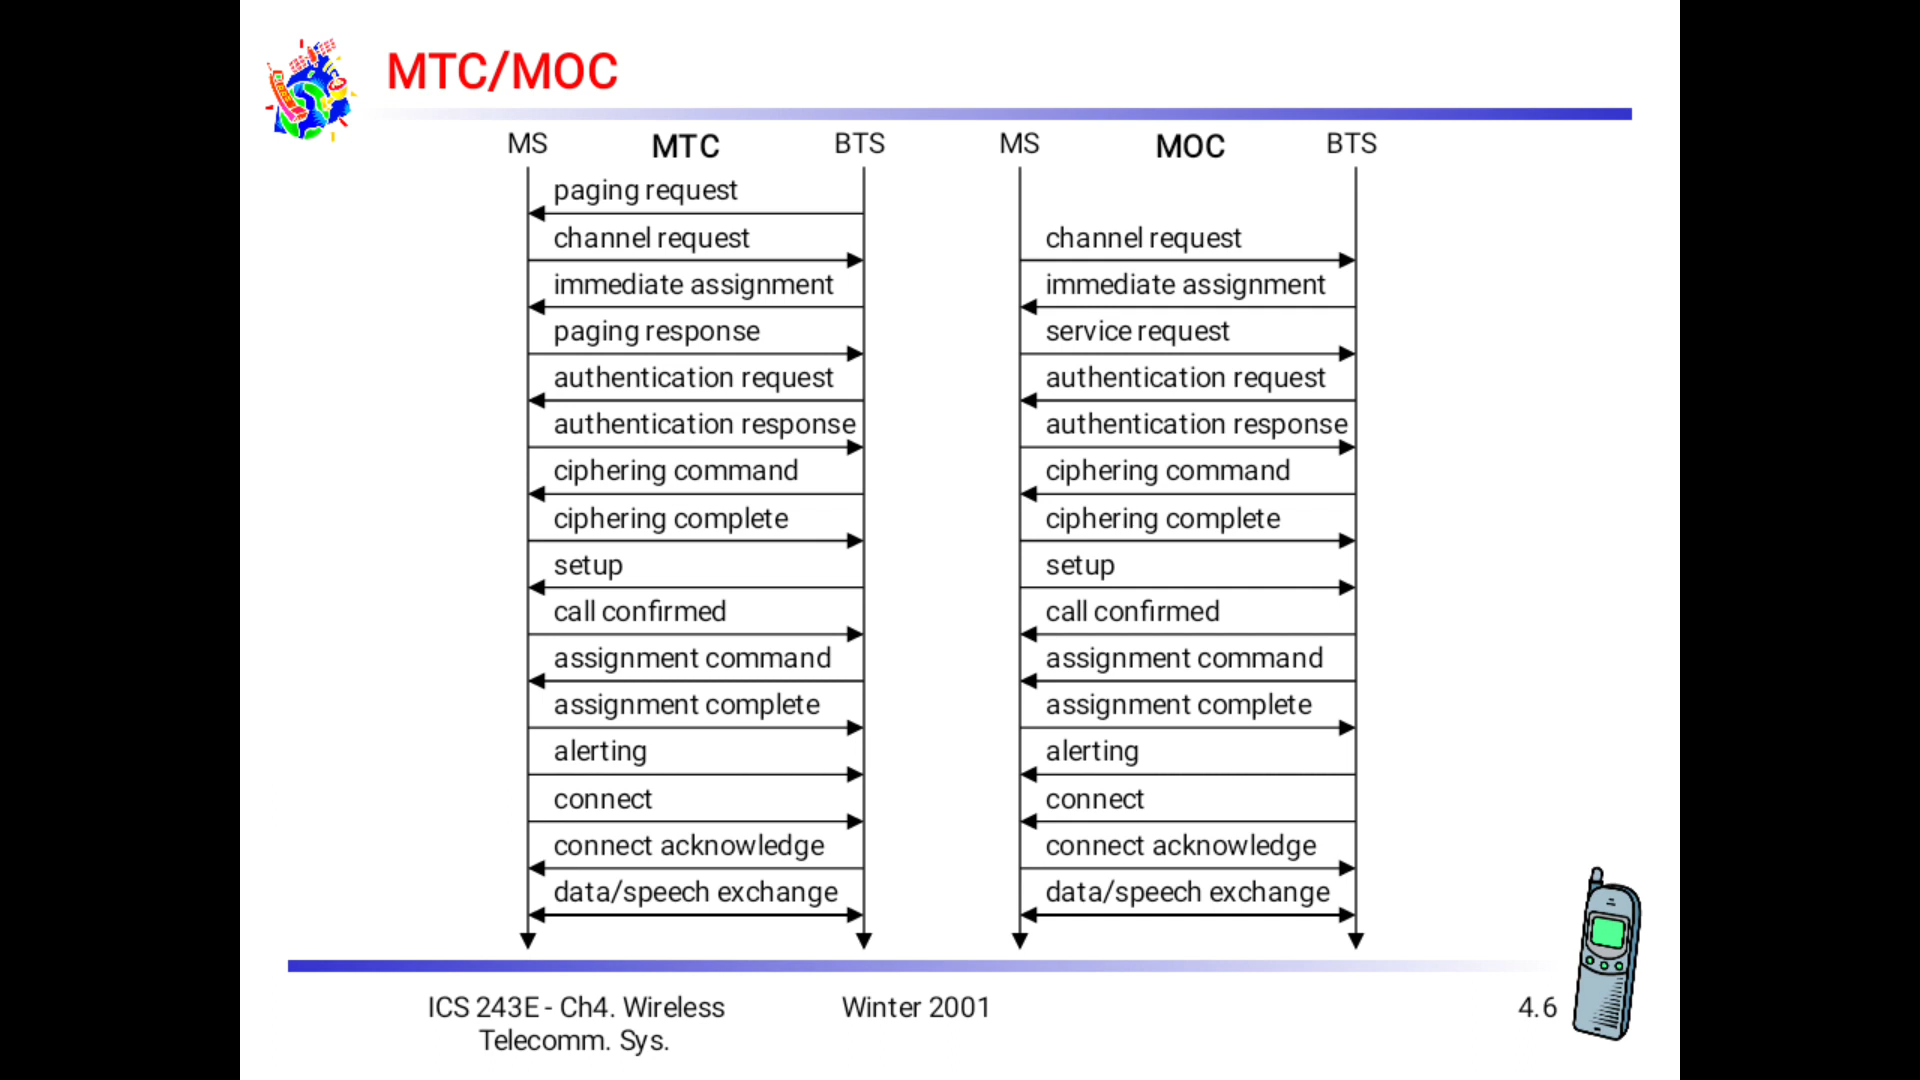 MTC/MOC
MS MTC BTS
paging request
channel request
immediate assignment
paging response
authentication request
authentication response
ciphering command
ciphering complete
setup
call confirmed
assignment command
assignment complete
alerting
connect
connect acknowledge
data/speech exchange
MS MOC BTS
channel request
immediate assignment
service request
authentication request
authentication response
ciphering command
ciphering complete
setup
call confirmed
assignment command
assignment complete
alerting
connect
connect acknowledge
data/speech exchange
ICS 243E - Ch4. Wireless
Telecomm. Sys.
Winter 2001
4.6